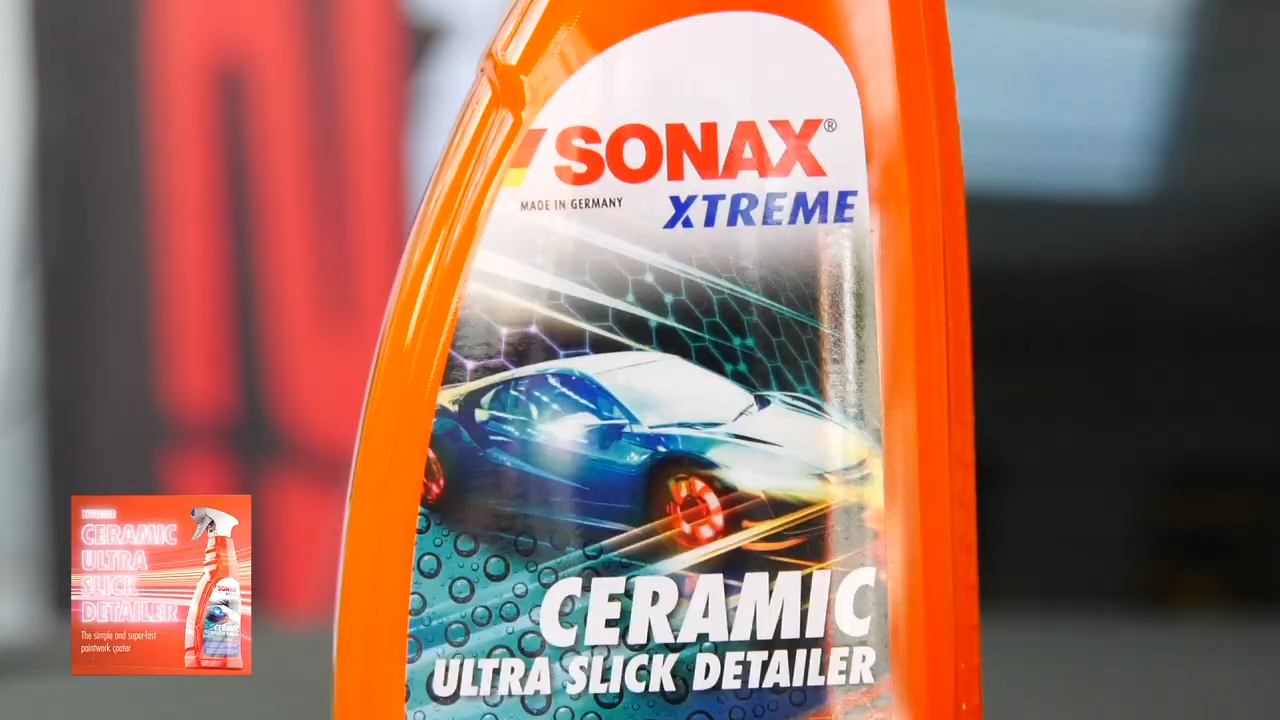 SONAX®
MADE IN GERMANY
XTREME
CERAMIC
ULTRA SLICK DETAILER
CERAMIC
ULTRA
SLICK
DETAILER
The simple and super-fast
paintwork coater
SONAX